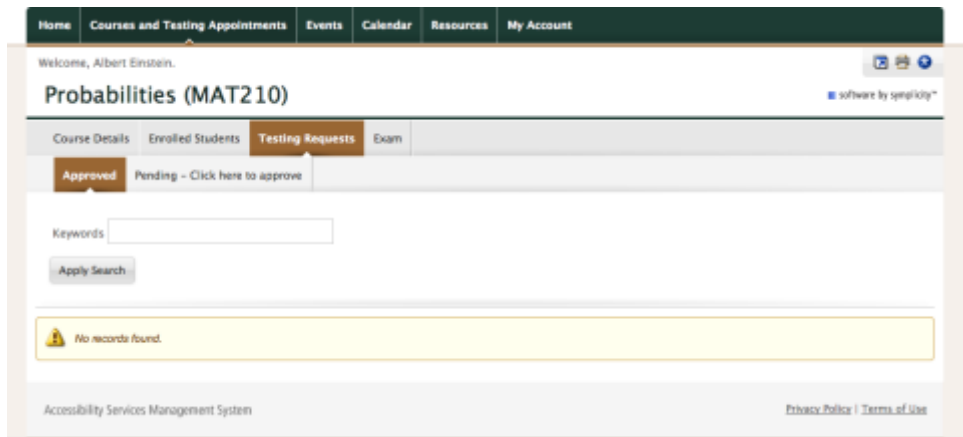 Home Courses and Testing Appointments Events Calendar Resources My Account
Welcome, Albert Einstein.
Probabilities (MAT210)
software by symplicity™
Course Details Enrolled Students Testing Requests Exam
Approved Pending – Click here to approve
Keywords
Apply Search
No records found.
Accessibility Services Management System Privacy Policy | Terms of Use